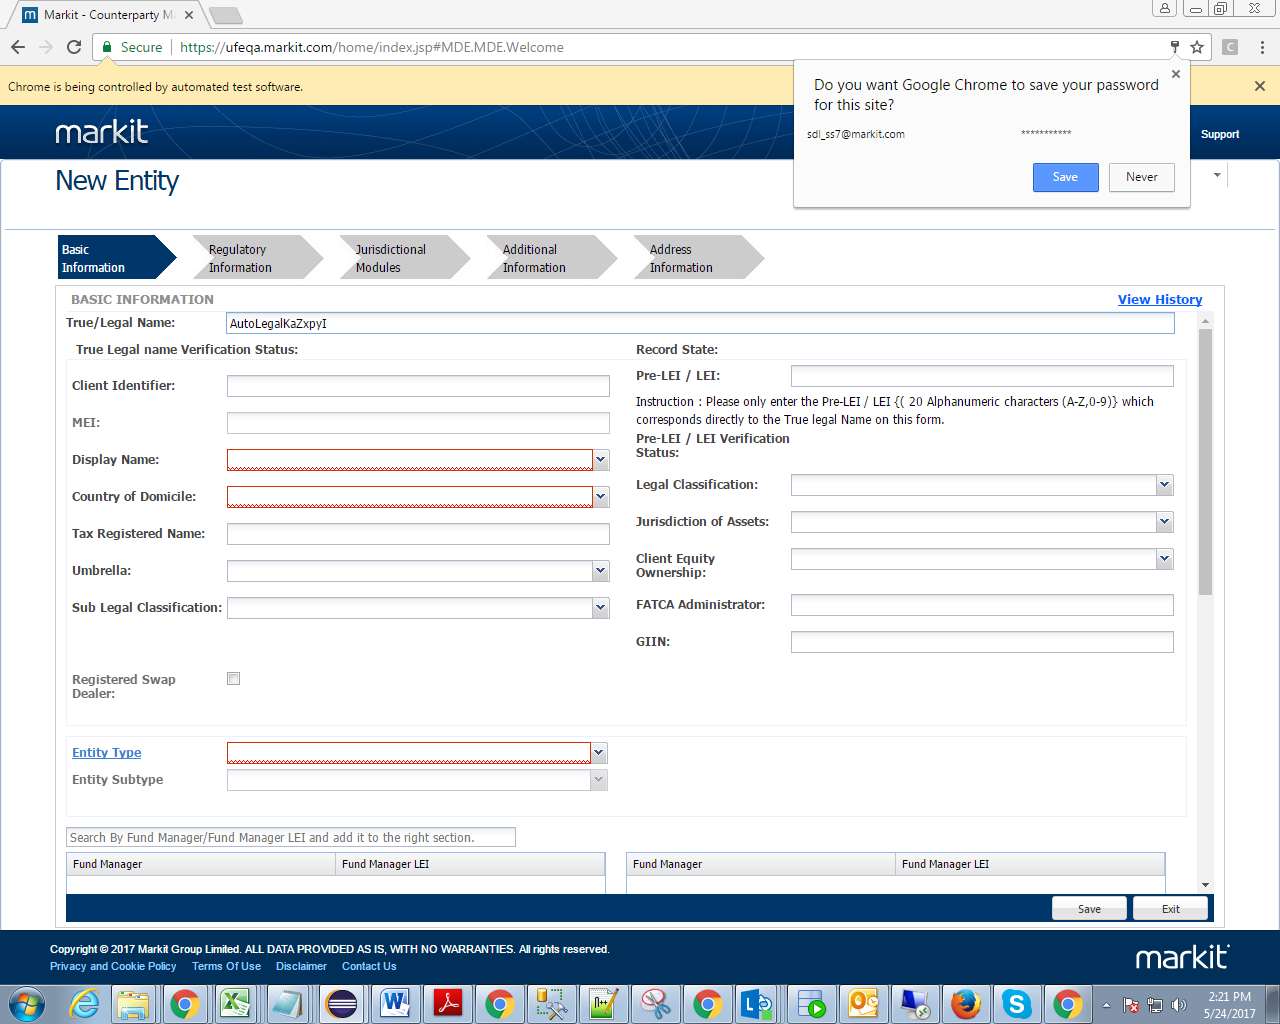 Markit - Counterparty Ma
Secure
https://ufeqa.markit.com/home/index.jsp#MDE.MDE.Welcome
C
Chrome is being controlled by automated test software.
Do you want Google Chrome to save your password
for this site?
sdl_ss7@markit.com ***********
Save Never
markit
Support
New Entity
Basic
Information
Regulatory
Information
Jurisdictional
Modules
Additional
Information
Address
Information
BASIC INFORMATION
View History
True/Legal Name: AutoLegalKaZxpyI
True Legal name Verification Status:
Record State:
Client Identifier:
Pre-LEI / LEI:
Instruction : Please only enter the Pre-LEI / LEI {( 20 Alphanumeric characters (A-Z,0-9)} which
corresponds directly to the True legal Name on this form.
MEI:
Pre-LEI / LEI Verification
Status:
Display Name:
Legal Classification:
Country of Domicile:
Jurisdiction of Assets:
Tax Registered Name:
Client Equity
Ownership:
Umbrella:
FATCA Administrator:
Sub Legal Classification:
GIIN:
Registered Swap
Dealer:
Entity Type
Entity Subtype
Search By Fund Manager/Fund Manager LEI and add it to the right section.
Fund Manager Fund Manager LEI Fund Manager Fund Manager LEI
Save Exit
Copyright © 2017 Markit Group Limited. ALL DATA PROVIDED AS IS, WITH NO WARRANTIES. All rights reserved.
Privacy and Cookie Policy Terms Of Use Disclaimer Contact Us
markit
2:21 PM
5/24/2017